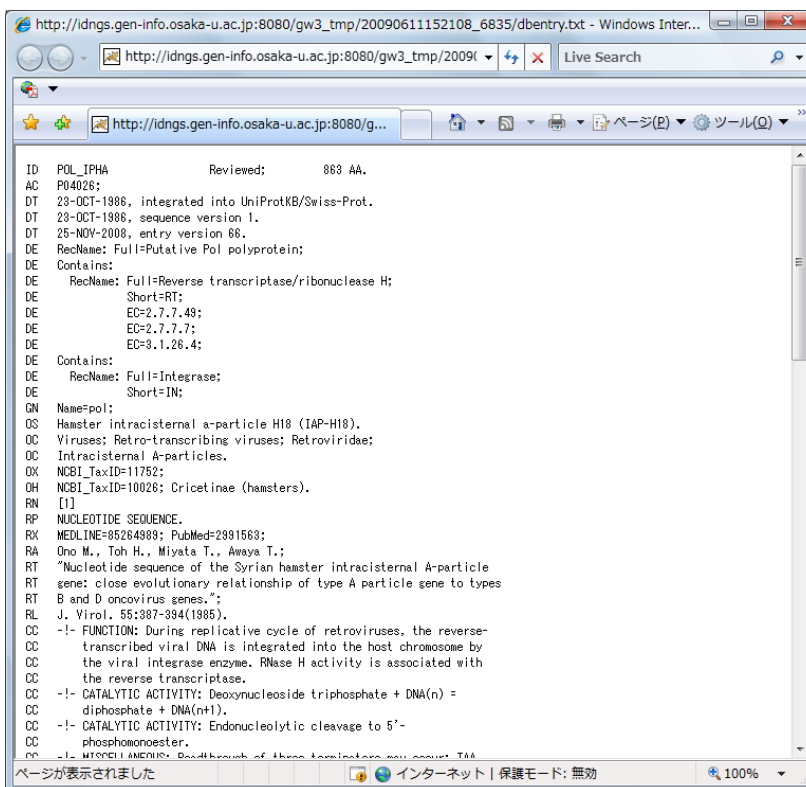 http://idngs.gen-info.osaka-u.ac.jp:8080/gw3_tmp/20090611152108_6835/dbentry.txt - Windows Inter...
http://idngs.gen-info.osaka-u.ac.jp:8080/gw3_tmp/2009( Live Search
http://idngs.gen-info.osaka-u.ac.jp:8080/g... ページ(P) ツール(O) »
ID POL_IPHA Reviewed; 863 AA.
AC P04026;
DT 23-OCT-1986, integrated into UniProtKB/Swiss-Prot.
DT 23-OCT-1986, sequence version 1.
DT 25-NOV-2008, entry version 66.
DE RecName: Full=Putative Pol polyprotein;
DE Contains:
DE RecName: Full=Reverse transcriptase/ribonuclease H;
DE Short=RT;
DE EC=2.7.7.49;
DE EC=2.7.7.7;
DE EC=3.1.26.4;
DE Contains:
DE RecName: Full=Integrase;
DE Short=IN;
GN Name=pol;
OS Hamster intracisternal a-particle H18 (IAP-H18).
OC Viruses; Retro-transcribing viruses; Retroviridae;
OC Intracisternal A-particles.
OX NCBI_TaxID=11752;
OH NCBI_TaxID=10026; Cricetinae (hamsters).
RN [1]
RP NUCLEOTIDE SEQUENCE.
RX MEDLINE=85264989; PubMed=2991563;
RA Ono M., Toh H., Miyata T., Awaya T.;
RT "Nucleotide sequence of the Syrian hamster intracisternal A-particle
RT gene: close evolutionary relationship of type A particle gene to types
RT B and D oncovirus genes.";
RL J. Virol. 55:387-394(1985).
CC -!- FUNCTION: During replicative cycle of retroviruses, the reverse-
CC transcribed viral DNA is integrated into the host chromosome by
CC the viral integrase enzyme. RNase H activity is associated with
CC the reverse transcriptase.
CC -!- CATALYTIC ACTIVITY: Deoxynucleoside triphosphate + DNA(n) =
CC diphosphate + DNA(n+1).
CC -!- CATALYTIC ACTIVITY: Endonucleolytic cleavage to 5'-
CC phosphomonoester.
CC -!- MISCELLANEOUS: Readthrough of three terminators may occur: TAA
ページが表示されました インターネット | 保護モード: 無効 100%